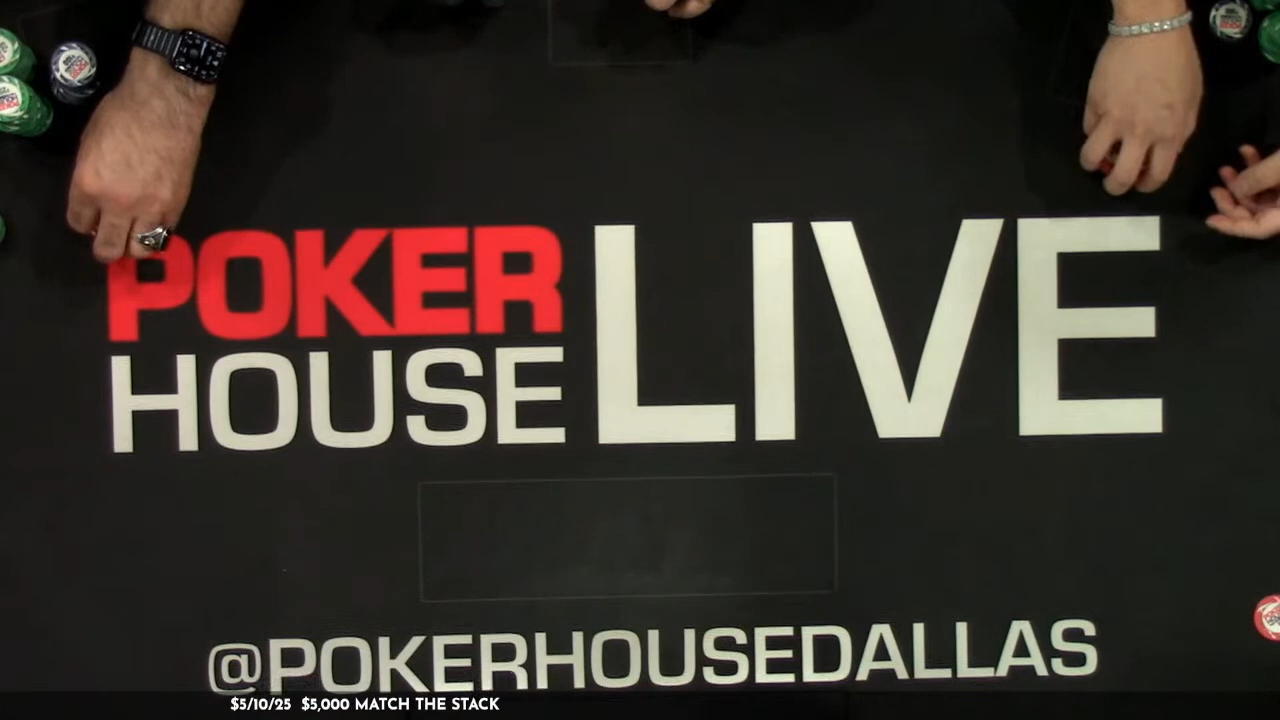 POKER
HOUSE
LIVE
@POKERHOUSEDALLAS
$5/10/25 $5,000 MATCH THE STACK